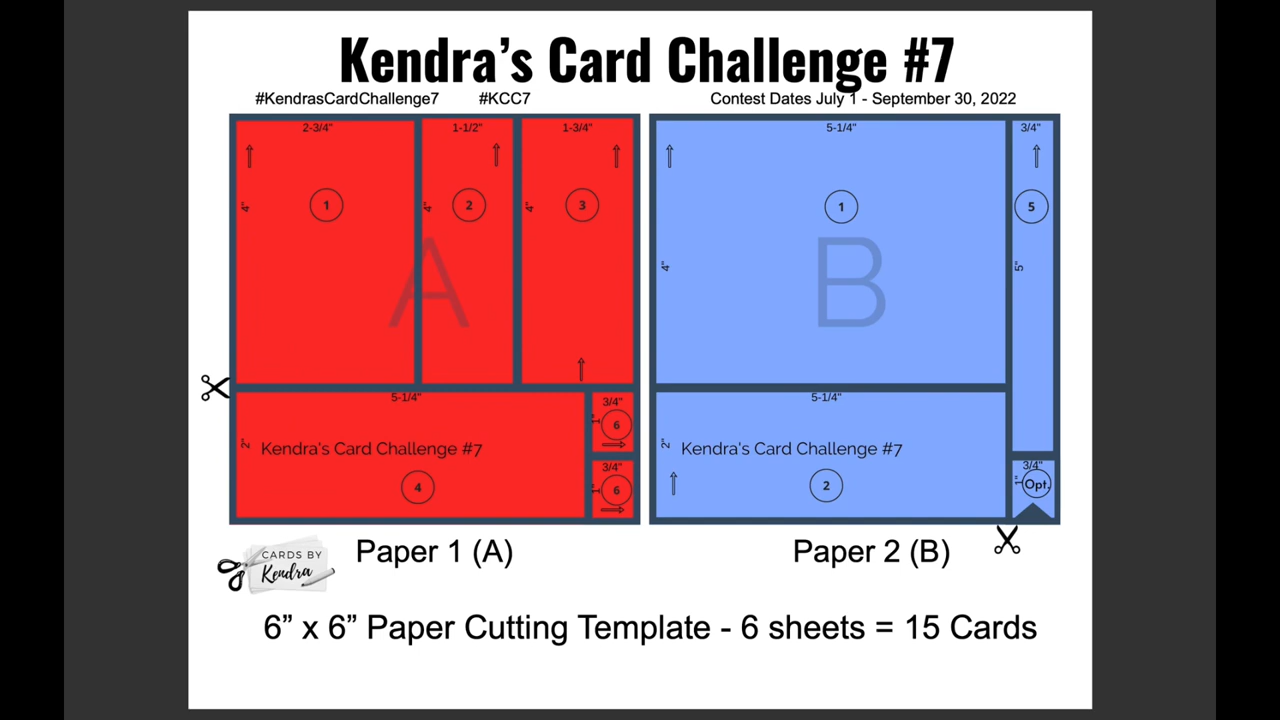 Kendra’s Card Challenge #7
#KendrasCardChallenge7 #KCC7 Contest Dates July 1 - September 30, 2022
2-3/4" 1-1/2" 1-3/4"
4" 4" 4"
1 2 3
A
5-1/4"
2"
Kendra's Card Challenge #7
4
3/4"
1"
6
3/4"
1"
6
5-1/4" 3/4"
1 5
4" 5"
B
5-1/4"
2"
Kendra's Card Challenge #7
2
3/4"
1"
Opt.
CARDS BY
Kendra
Paper 1 (A) Paper 2 (B)
6” x 6” Paper Cutting Template - 6 sheets = 15 Cards